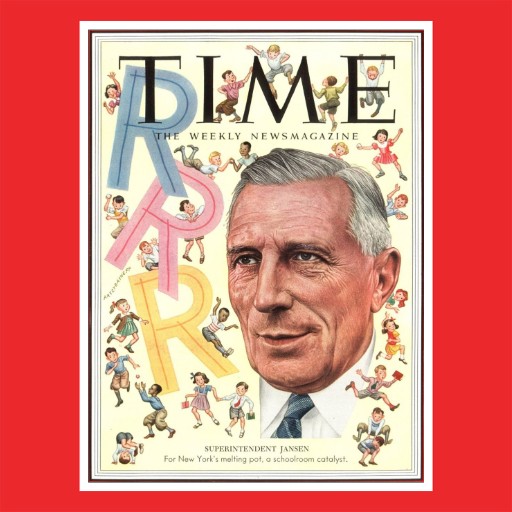 TIME
THE WEEKLY NEWSMAGAZINE
R
R
R
SUPERINTENDENT JANSEN
For New York's melting pot, a schoolroom catalyst.